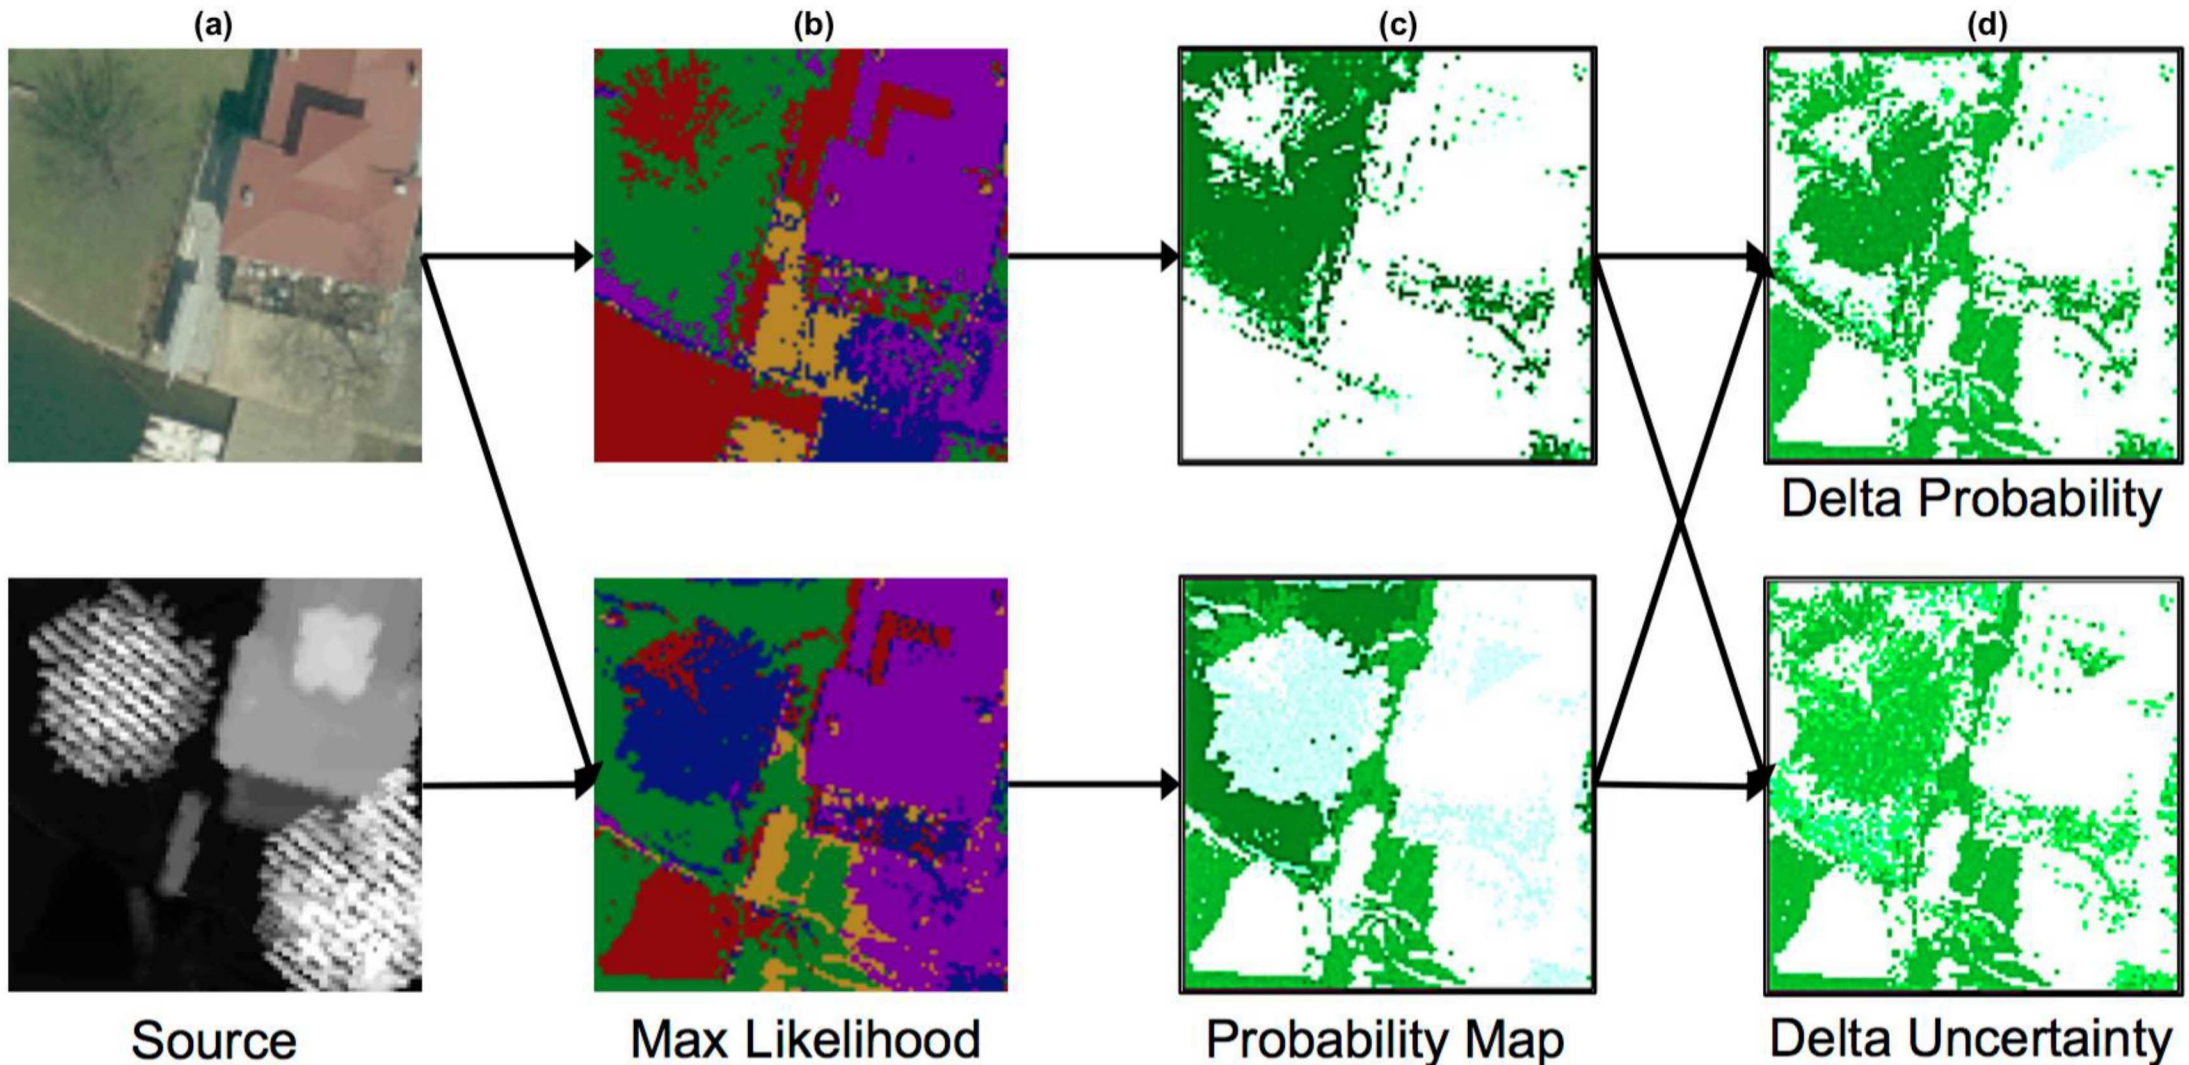 (a) (b) (c) (d)
Delta Probability
Source Max Likelihood Probability Map Delta Uncertainty